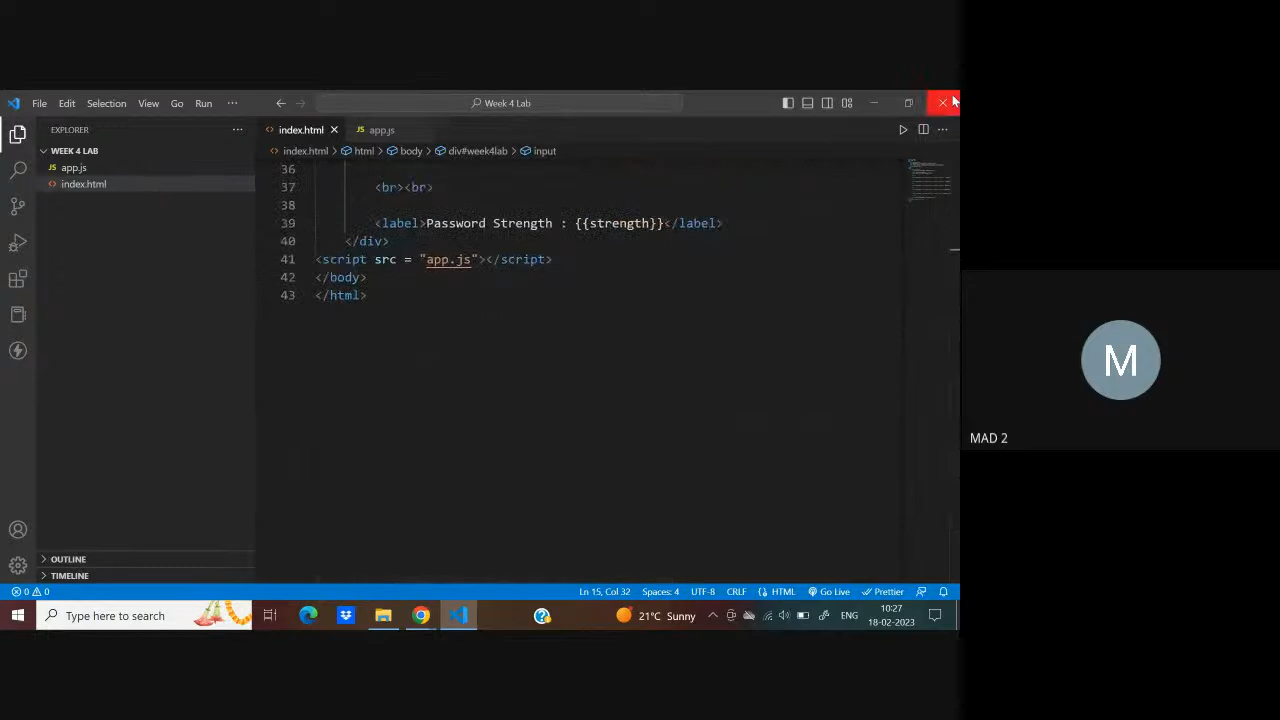 File Edit Selection View Go Run ··· Week 4 Lab
EXPLORER ···
WEEK 4 LAB
JS app.js
<> index.html
<> index.html JS app.js
<> index.html > html > body > div#week4lab > input
36
37 <br><br>
38
39 <label>Password Strength : {{strength}}</label>
40 </div>
41 <script src = "app.js"></script>
42 </body>
43 </html>
OUTLINE
TIMELINE
0 0 Ln 15, Col 32 Spaces: 4 UTF-8 CRLF HTML Go Live Prettier
Type here to search 21°C Sunny ENG 10:27
18-02-2023
M
MAD 2